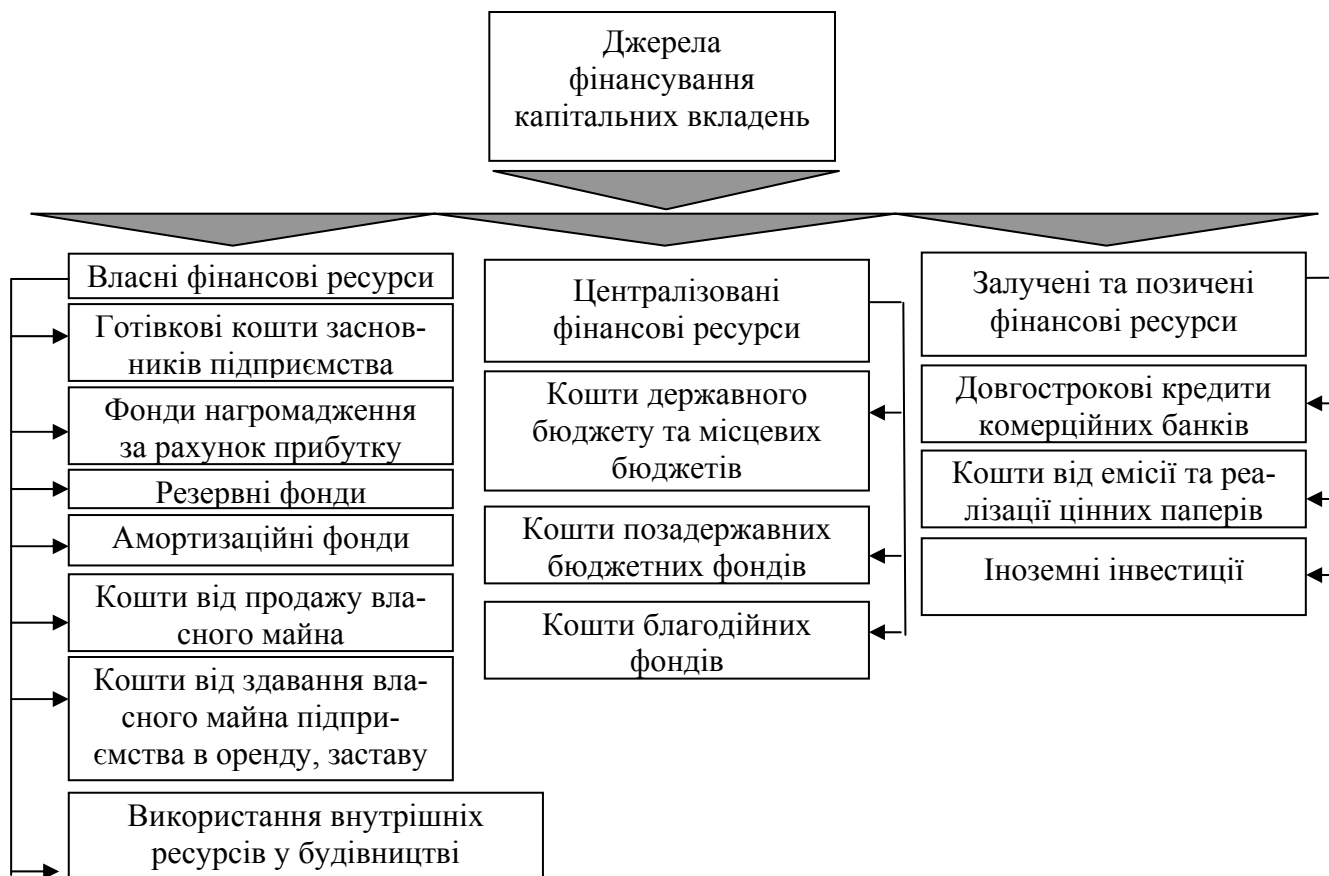 Джерела
фінансування
капітальних вкладень
Власні фінансові ресурси
Готівкові кошти заснов-
ників підприємства
Фонди нагромадження
за рахунок прибутку
Резервні фонди
Амортизаційні фонди
Кошти від продажу вла-
сного майна
Кошти від здавання вла-
сного майна підпри-
ємства в оренду, заставу
Використання внутрішніх
ресурсів у будівництві
Централізовані
фінансові ресурси
Кошти державного
бюджету та місцевих
бюджетів
Кошти позадержавних
бюджетних фондів
Кошти благодійних
фондів
Залучені та позичені
фінансові ресурси
Довгострокові кредити
комерційних банків
Кошти від емісії та реа-
лізації цінних паперів
Іноземні інвестиції